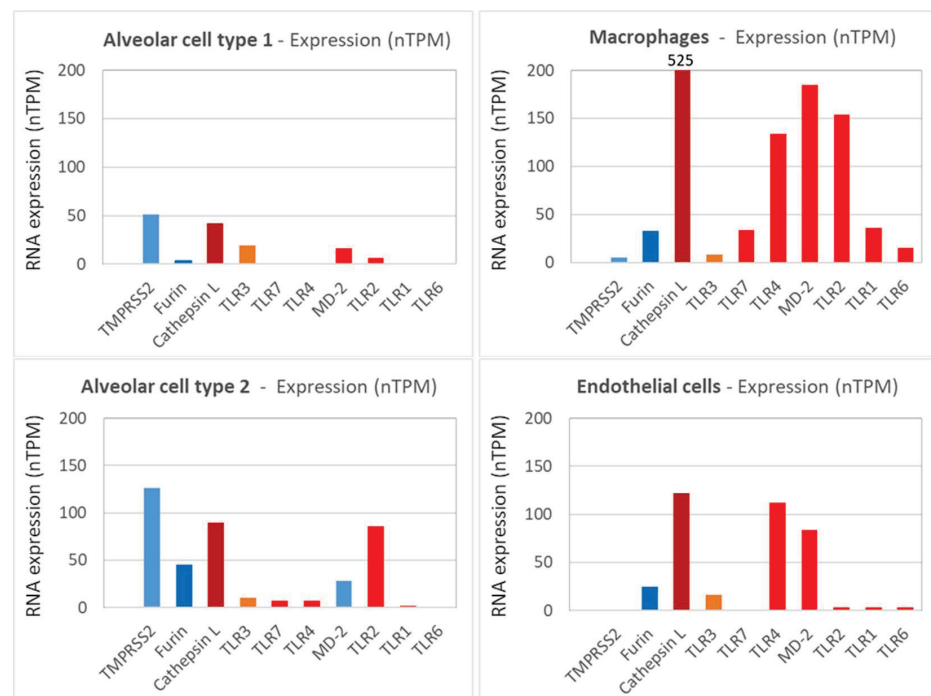 Alveolar cell type 1 - Expression (nTPM)
RNA expression (nTPM)
200
150
100
50
0
TMPRSS2
Furin
Cathepsin L
TLR3
TLR7
TLR4
MD-2
TLR2
TLR1
TLR6
Macrophages - Expression (nTPM)
525
RNA expression (nTPM)
200
150
100
50
0
TMPRSS2
Furin
Cathepsin L
TLR3
TLR7
TLR4
MD-2
TLR2
TLR1
TLR6
Alveolar cell type 2 - Expression (nTPM)
RNA expression (nTPM)
200
150
100
50
0
TMPRSS2
Furin
Cathepsin L
TLR3
TLR7
TLR4
MD-2
TLR2
TLR1
TLR6
Endothelial cells - Expression (nTPM)
RNA expression (nTPM)
200
150
100
50
0
TMPRSS2
Furin
Cathepsin L
TLR3
TLR7
TLR4
MD-2
TLR2
TLR1
TLR6